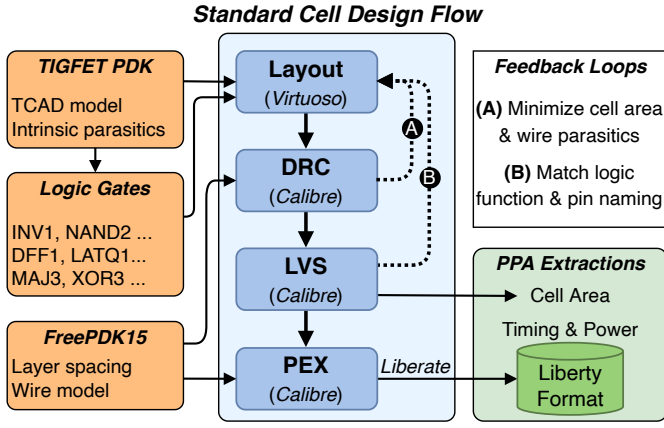 Standard Cell Design Flow
TIGFET PDK
TCAD model
Intrinsic parasitics
Logic Gates
INV1, NAND2 ...
DFF1, LATQ1...
MAJ3, XOR3 ...
FreePDK15
Layer spacing
Wire model
Layout
(Virtuoso)
DRC
(Calibre)
LVS
(Calibre)
PEX
(Calibre)
A
B
Liberate
Feedback Loops
(A) Minimize cell area
& wire parasitics
(B) Match logic
function & pin naming
PPA Extractions
Cell Area
Timing & Power
Liberty
Format